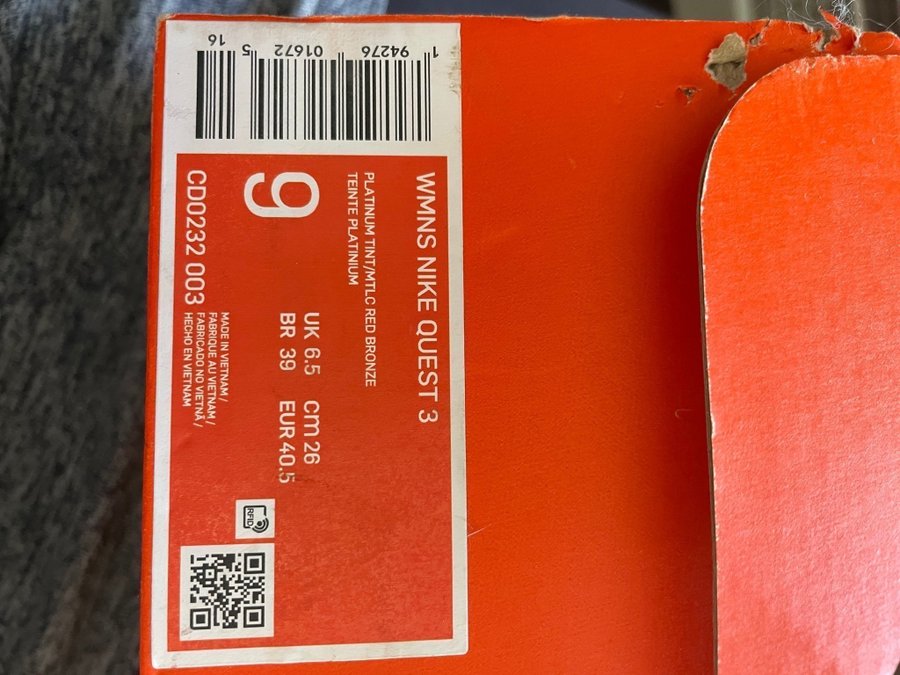 WMNS NIKE QUEST 3
PLATINUM TINT/MTLC RED BRONZE
TEINTE PLATINIUM
9
UK 6.5 cm 26
BR 39 EUR 40.5
CD0232 003
MADE IN VIETNAM /
FABRIQUE AU VIETNAM /
FABRICADO NO VIETNÃ /
HECHO EN VIETNAM
RFID
1 94276 01672 5 16